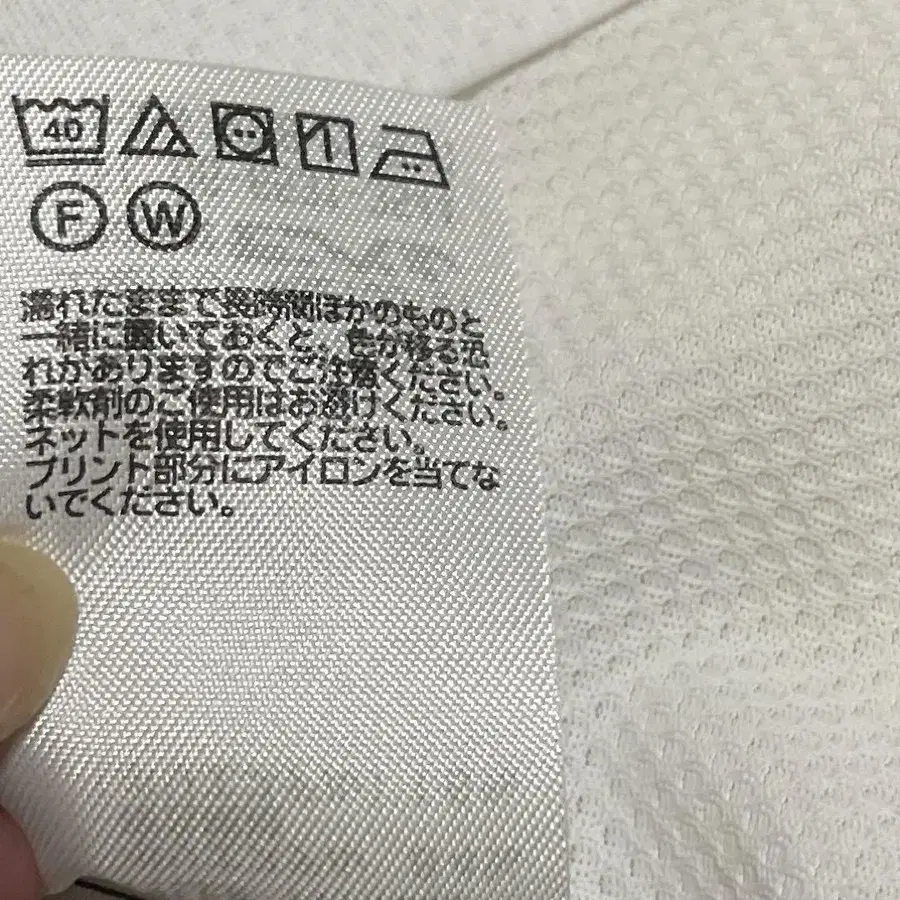 40
F W
濡れたままで長時間ほかのものと
一緒に置いておくと、色が移る恐
れがありますのでご注意ください。
柔軟剤のご使用はお避けください。
ネットを使用してください。
プリント部分にアイロンを当てな
いでください。